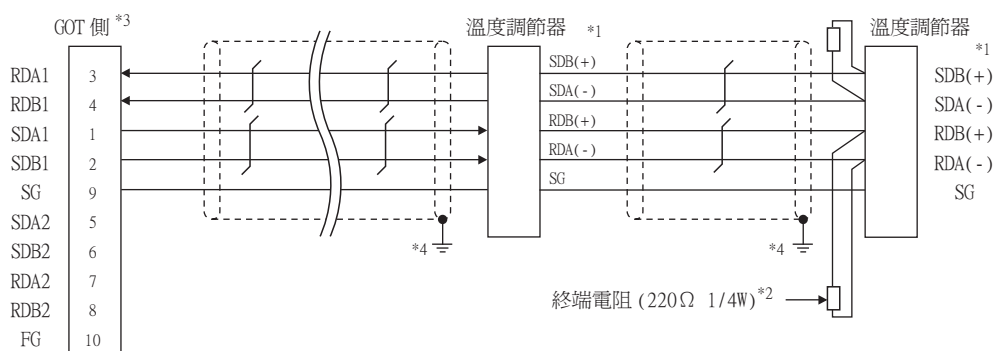 GOT 側 *3
溫度調節器 *1
溫度調節器
*1
RDA1 3 SDB(+) SDB(+)
RDB1 4 SDA(-) SDA(-)
SDA1 1 RDB(+) RDB(+)
SDB1 2 RDA(-) RDA(-)
SG 9 SG SG
SDA2 5
SDB2 6 *4 *4
RDA2 7
RDB2 8 終端電阻 (220Ω 1/4W)*2
FG 10